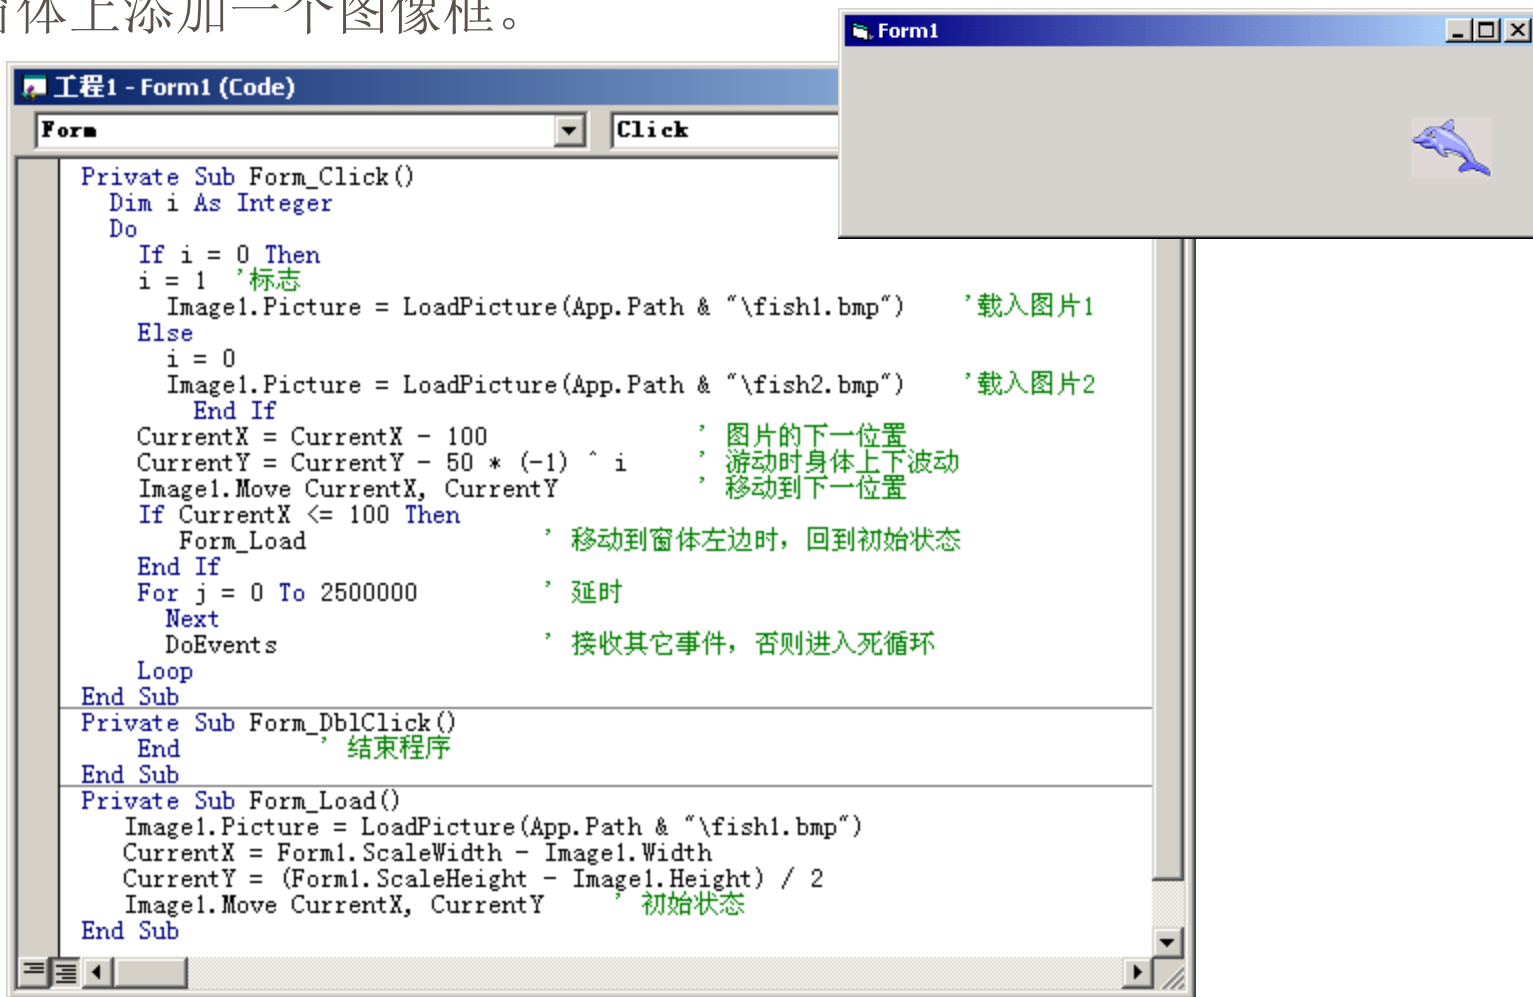 窗体上添加一个图像框。
Form1
工程1 - Form1 (Code)
Form
Click
Private Sub Form_Click()
Dim i As Integer
Do
If i = 0 Then
i = 1 '标志
Image1.Picture = LoadPicture(App.Path & "\fish1.bmp") '载入图片1
Else
i = 0
Image1.Picture = LoadPicture(App.Path & "\fish2.bmp") '载入图片2
End If
CurrentX = CurrentX - 100 ' 图片的下一位置
CurrentY = CurrentY - 50 * (-1) ^ i ' 游动时身体上下波动
Image1.Move CurrentX, CurrentY ' 移动到下一位置
If CurrentX <= 100 Then
Form_Load ' 移动到窗体左边时，回到初始状态
End If
For j = 0 To 2500000 ' 延时
Next
DoEvents ' 接收其它事件，否则进入死循环
Loop
End Sub
Private Sub Form_DblClick()
End ' 结束程序
End Sub
Private Sub Form_Load()
Image1.Picture = LoadPicture(App.Path & "\fish1.bmp")
CurrentX = Form1.ScaleWidth - Image1.Width
CurrentY = (Form1.ScaleHeight - Image1.Height) / 2
Image1.Move CurrentX, CurrentY ' 初始状态
End Sub